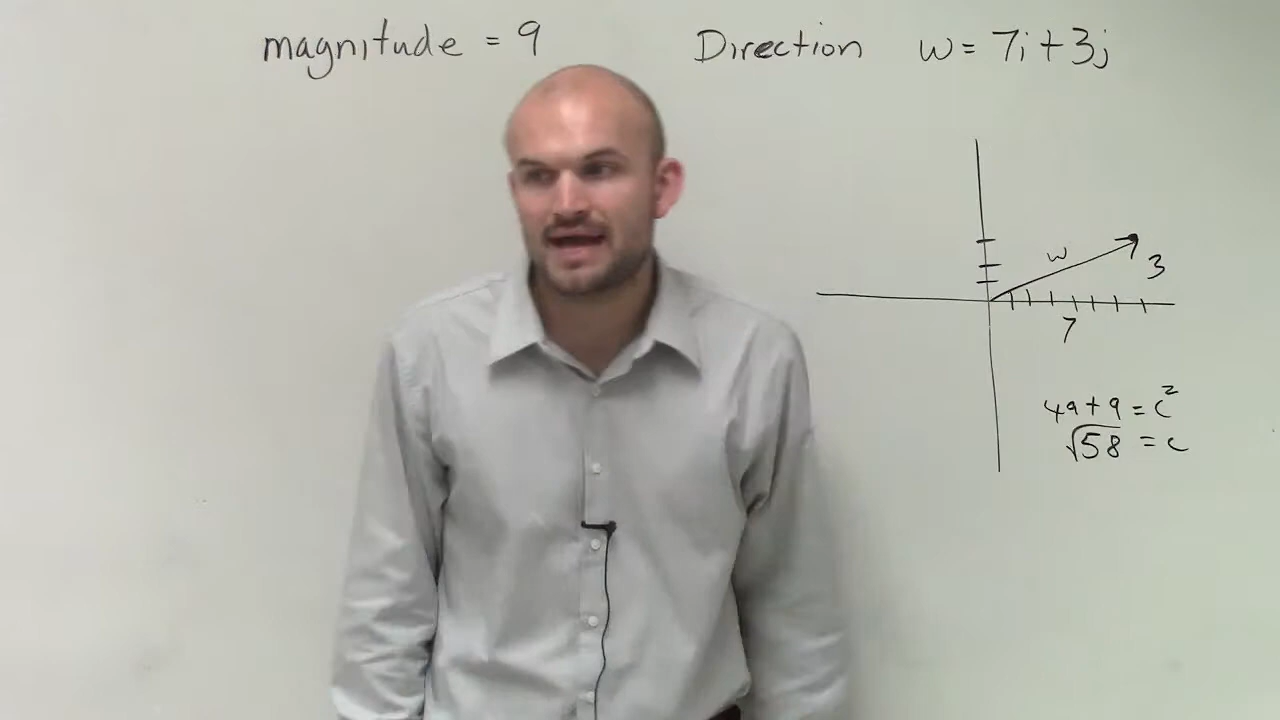 magnitude = 9 Direction w = 7i + 3j
w
3
7
49 + 9 = c²
√58 = c